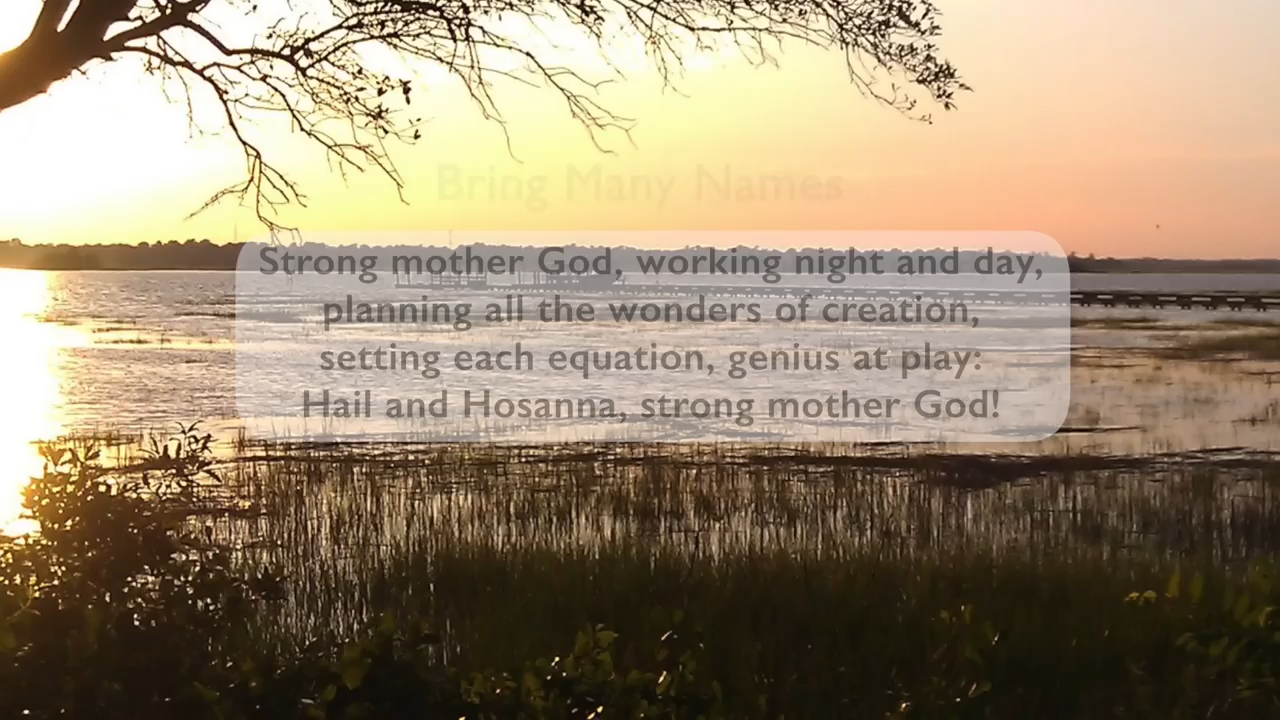 Bring Many Names
Strong mother God, working night and day,
planning all the wonders of creation,
setting each equation, genius at play:
Hail and Hosanna, strong mother God!